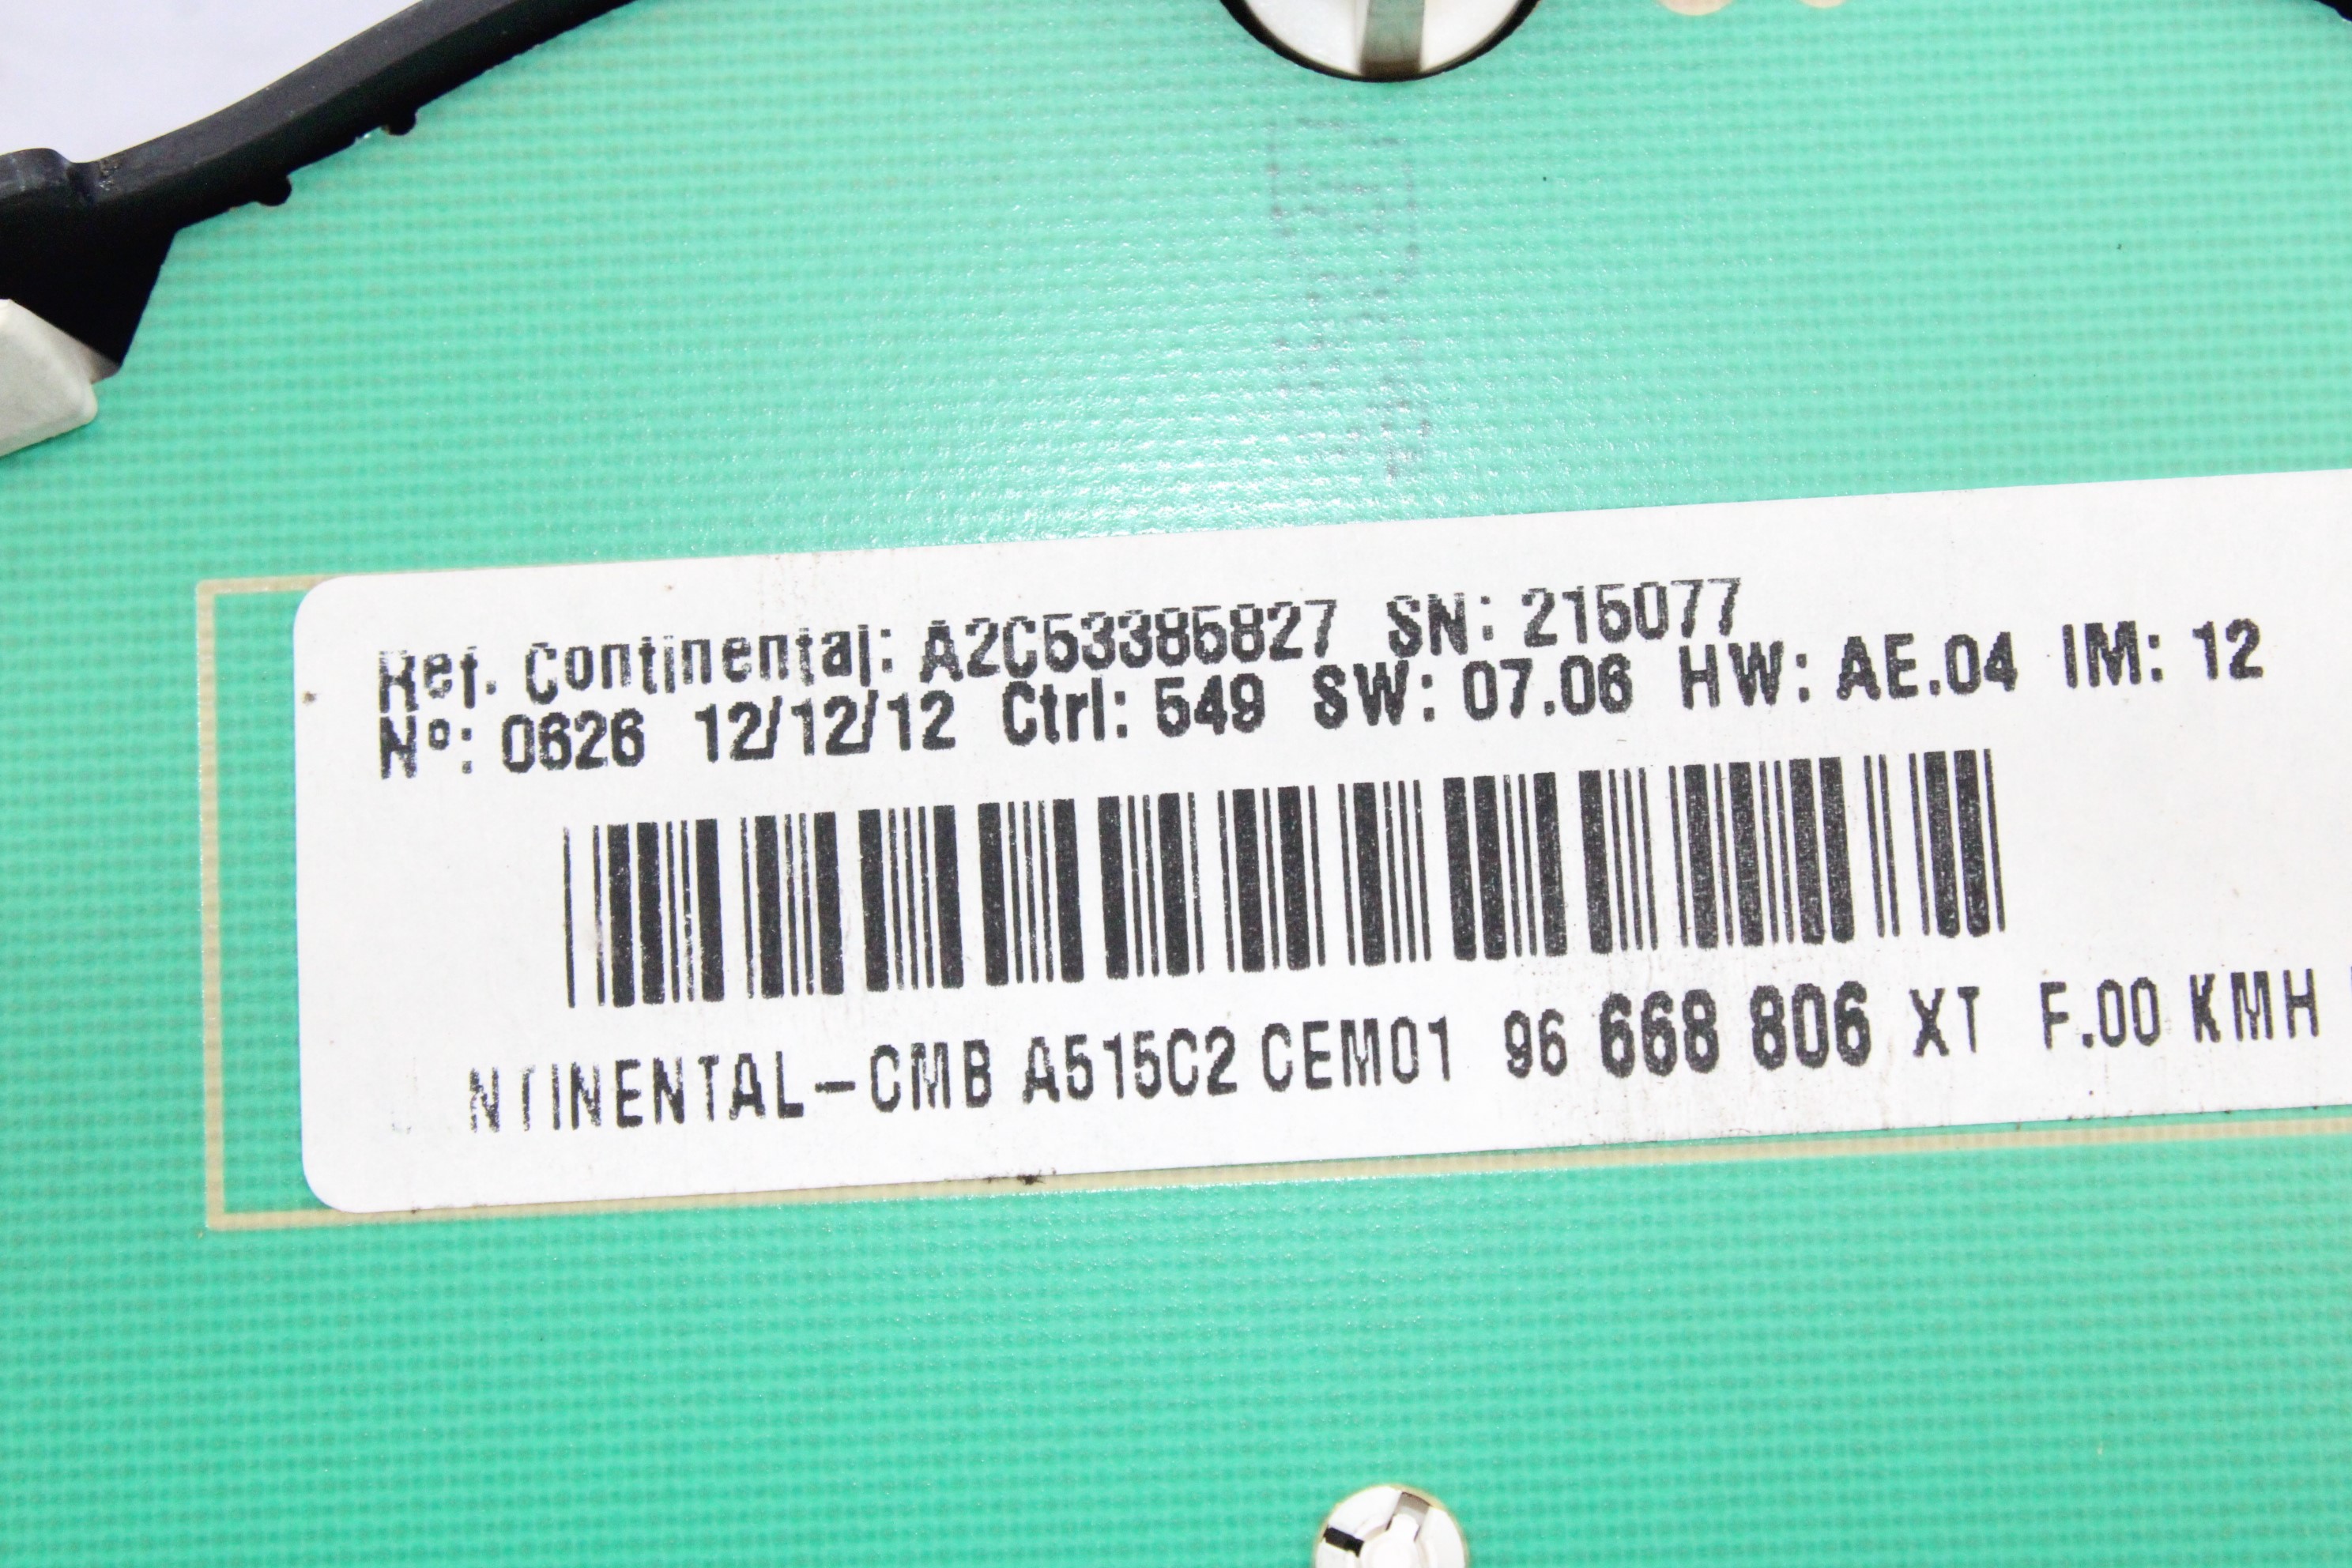 Ref. Continental: A2C53385827 SN: 215077
Nº: 0626 12/12/12 Ctrl: 549 SW: 07.06 HW: AE.04 IM: 12
NTINENTAL-CMB A515C2 CEM01 96 668 806 XT F.00 KMH